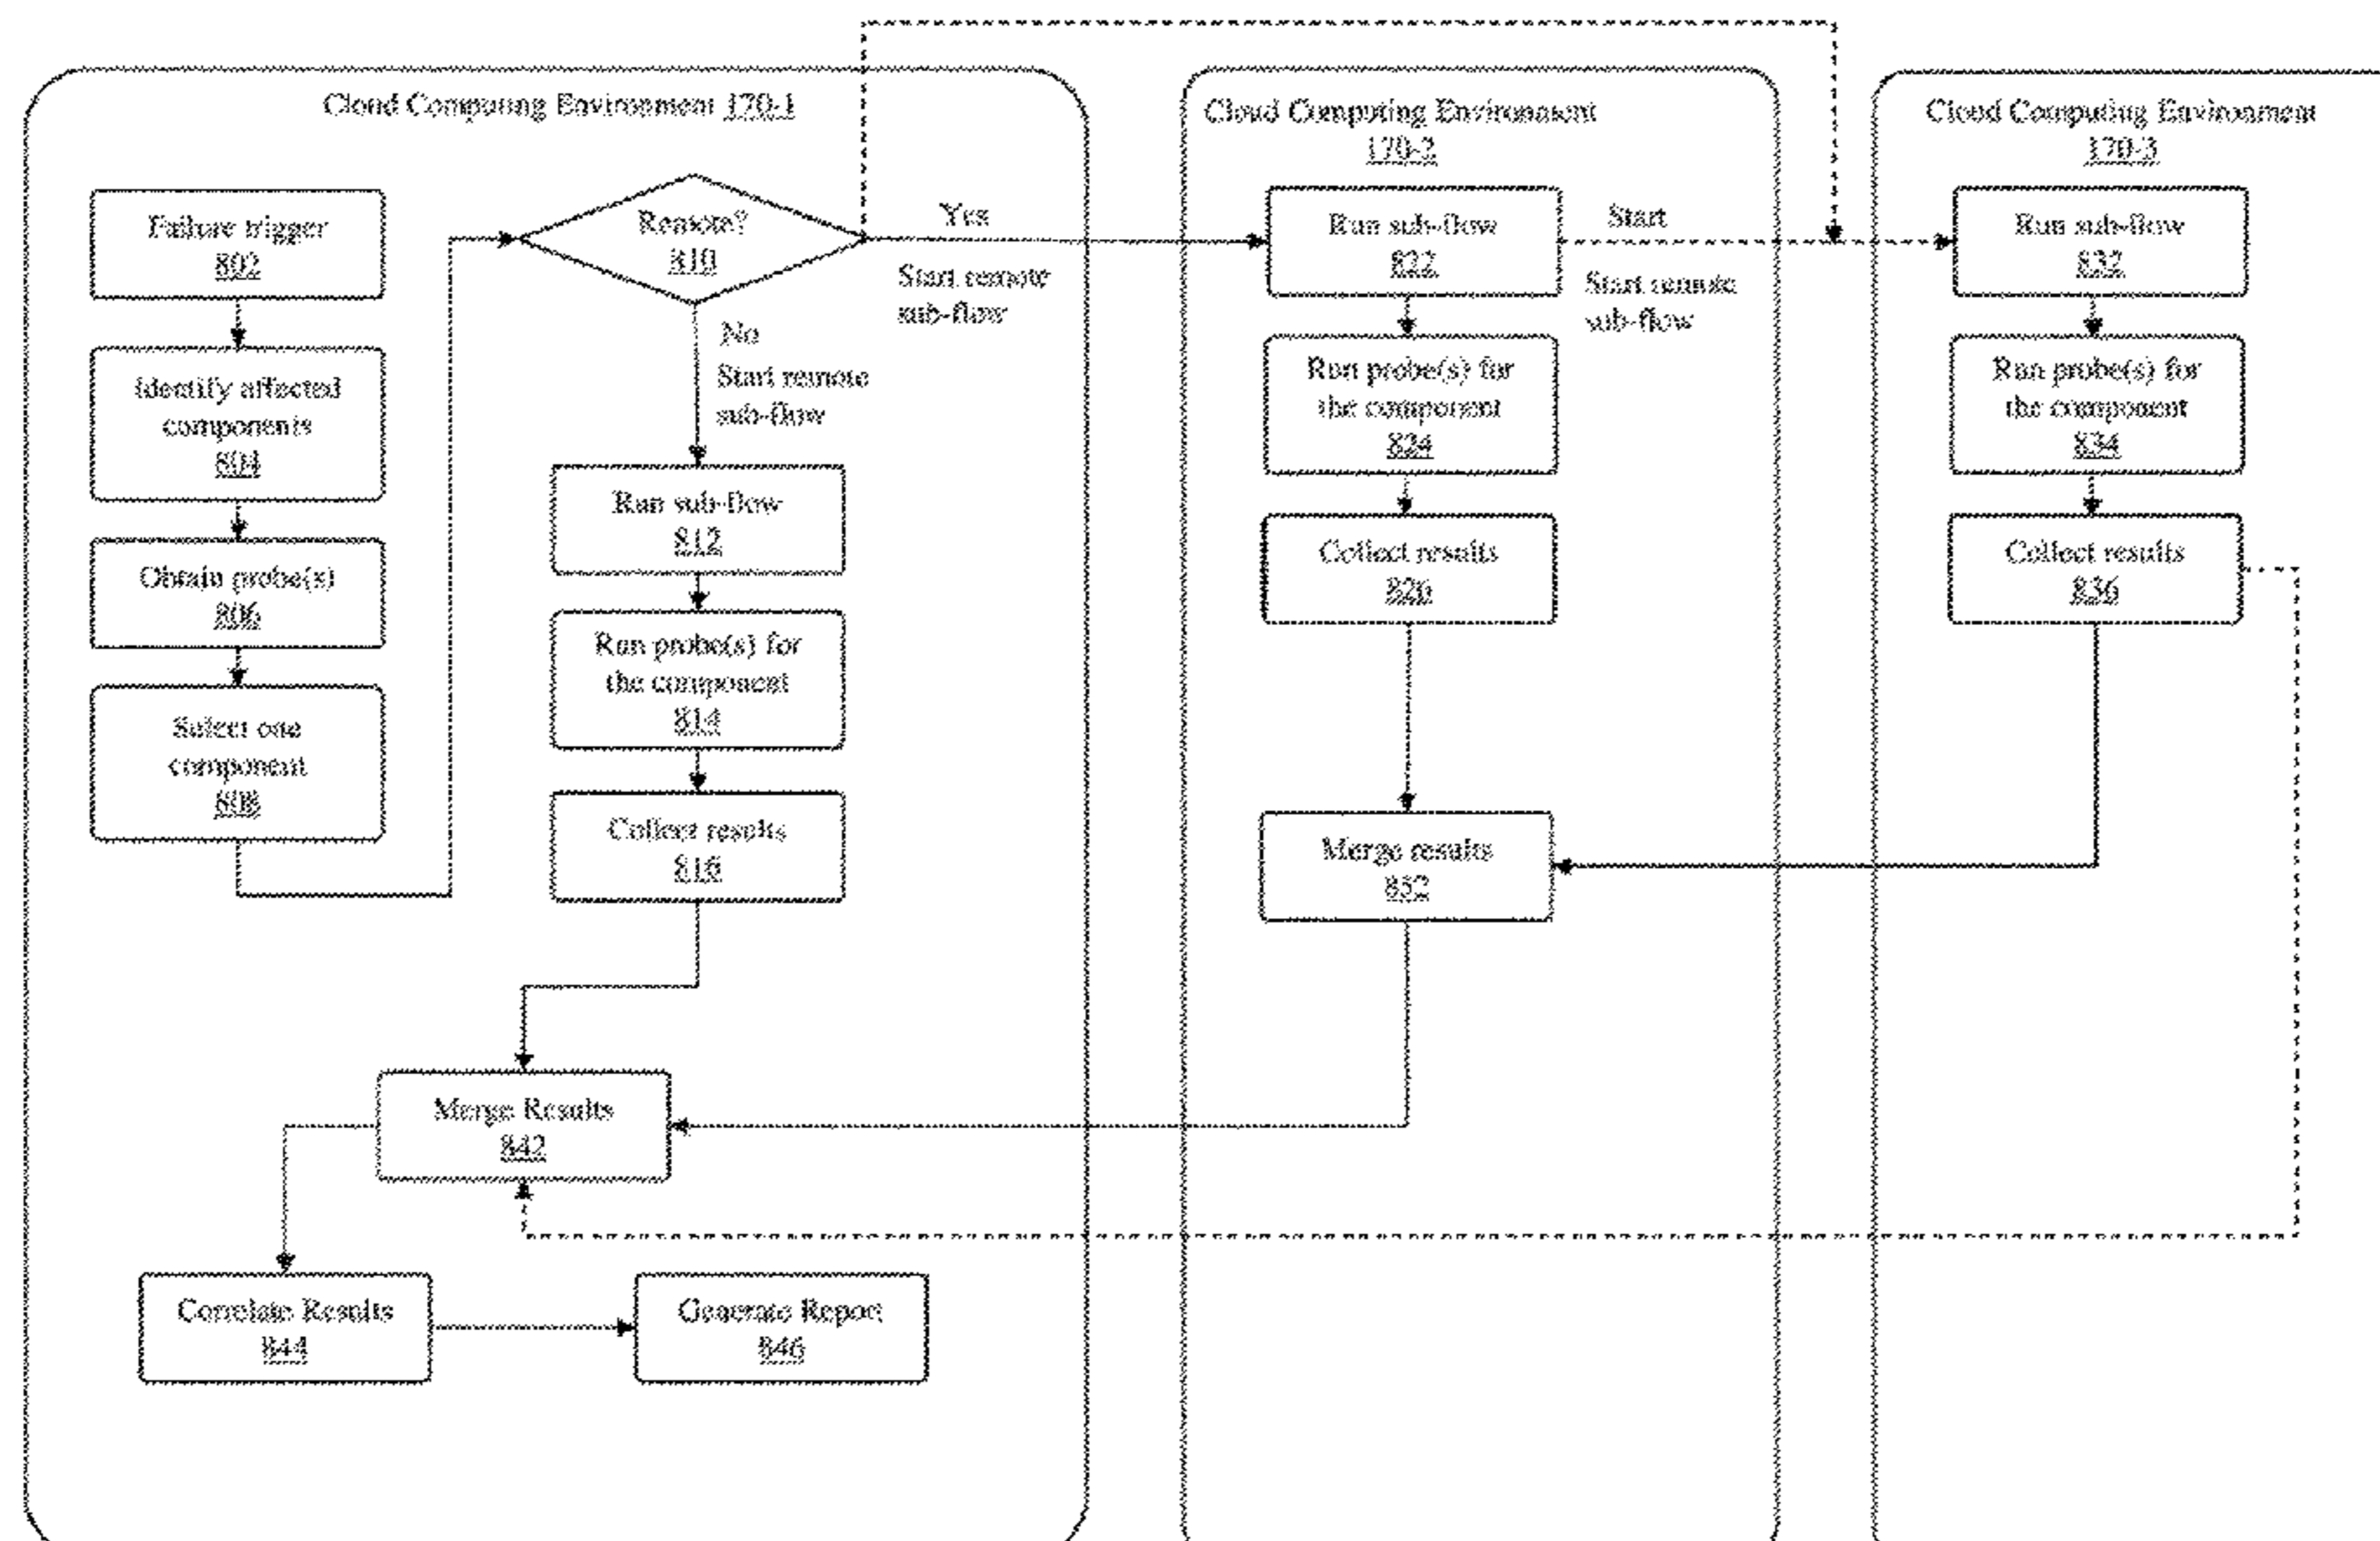 Cloud Computing Environment 170-1
Failure trigger
802
Identify affected
components
804
Obtain probe(s)
806
Select one
component
808
Remote?
810
Yes
Start remote
sub-flow
No
Start remote
sub-flow
Run sub-flow
812
Run probe(s) for
the component
814
Collect results
816
Merge Results
842
Correlate Results
844
Generate Report
846
Cloud Computing Environment
170-2
Run sub-flow
822
Start
Start remote
sub-flow
Run probe(s) for
the component
824
Collect results
826
Merge results
852
Cloud Computing Environment
170-3
Run sub-flow
832
Run probe(s) for
the component
834
Collect results
836